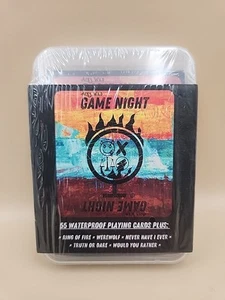 GAME NIGHT
GAME NIGHT
55 WATERPROOF PLAYING CARDS PLUS:
• RING OF FIRE • WEREWOLF • NEVER HAVE I EVER
• TRUTH OR DARE • WOULD YOU RATHER •